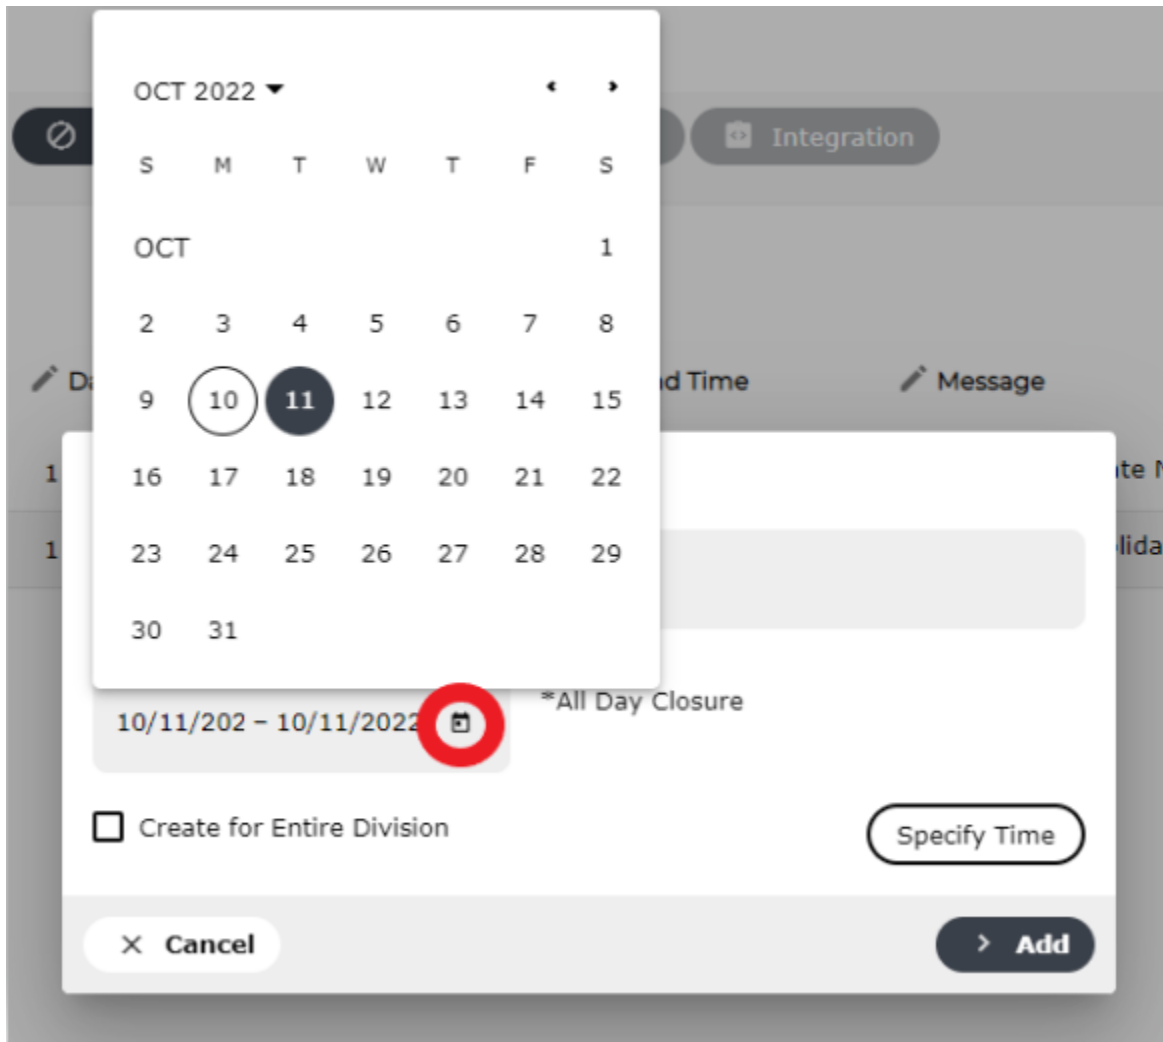 OCT 2022
Integration
S M T W T F S
OCT 1
2 3 4 5 6 7 8
Message
9 10 11 12 13 14 15
16 17 18 19 20 21 22
23 24 25 26 27 28 29
30 31
*All Day Closure
10/11/202 – 10/11/2022
Create for Entire Division
Specify Time
Cancel
Add